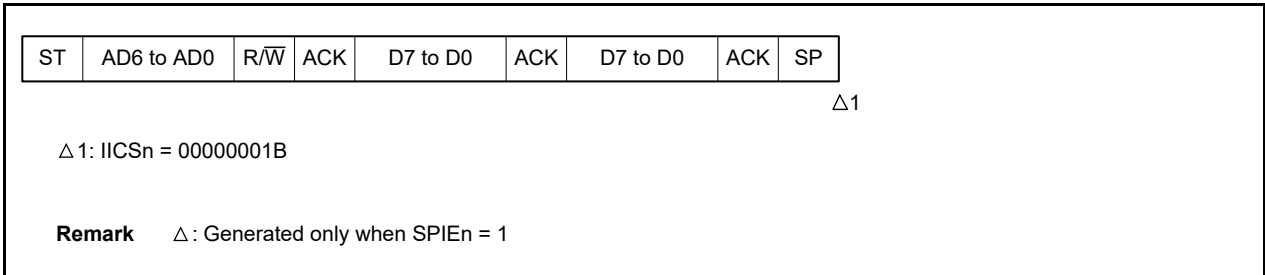 ST AD6 to AD0 R/W̅ ACK D7 to D0 ACK D7 to D0 ACK SP
△1
△1: IICSn = 00000001B
Remark △: Generated only when SPIEn = 1